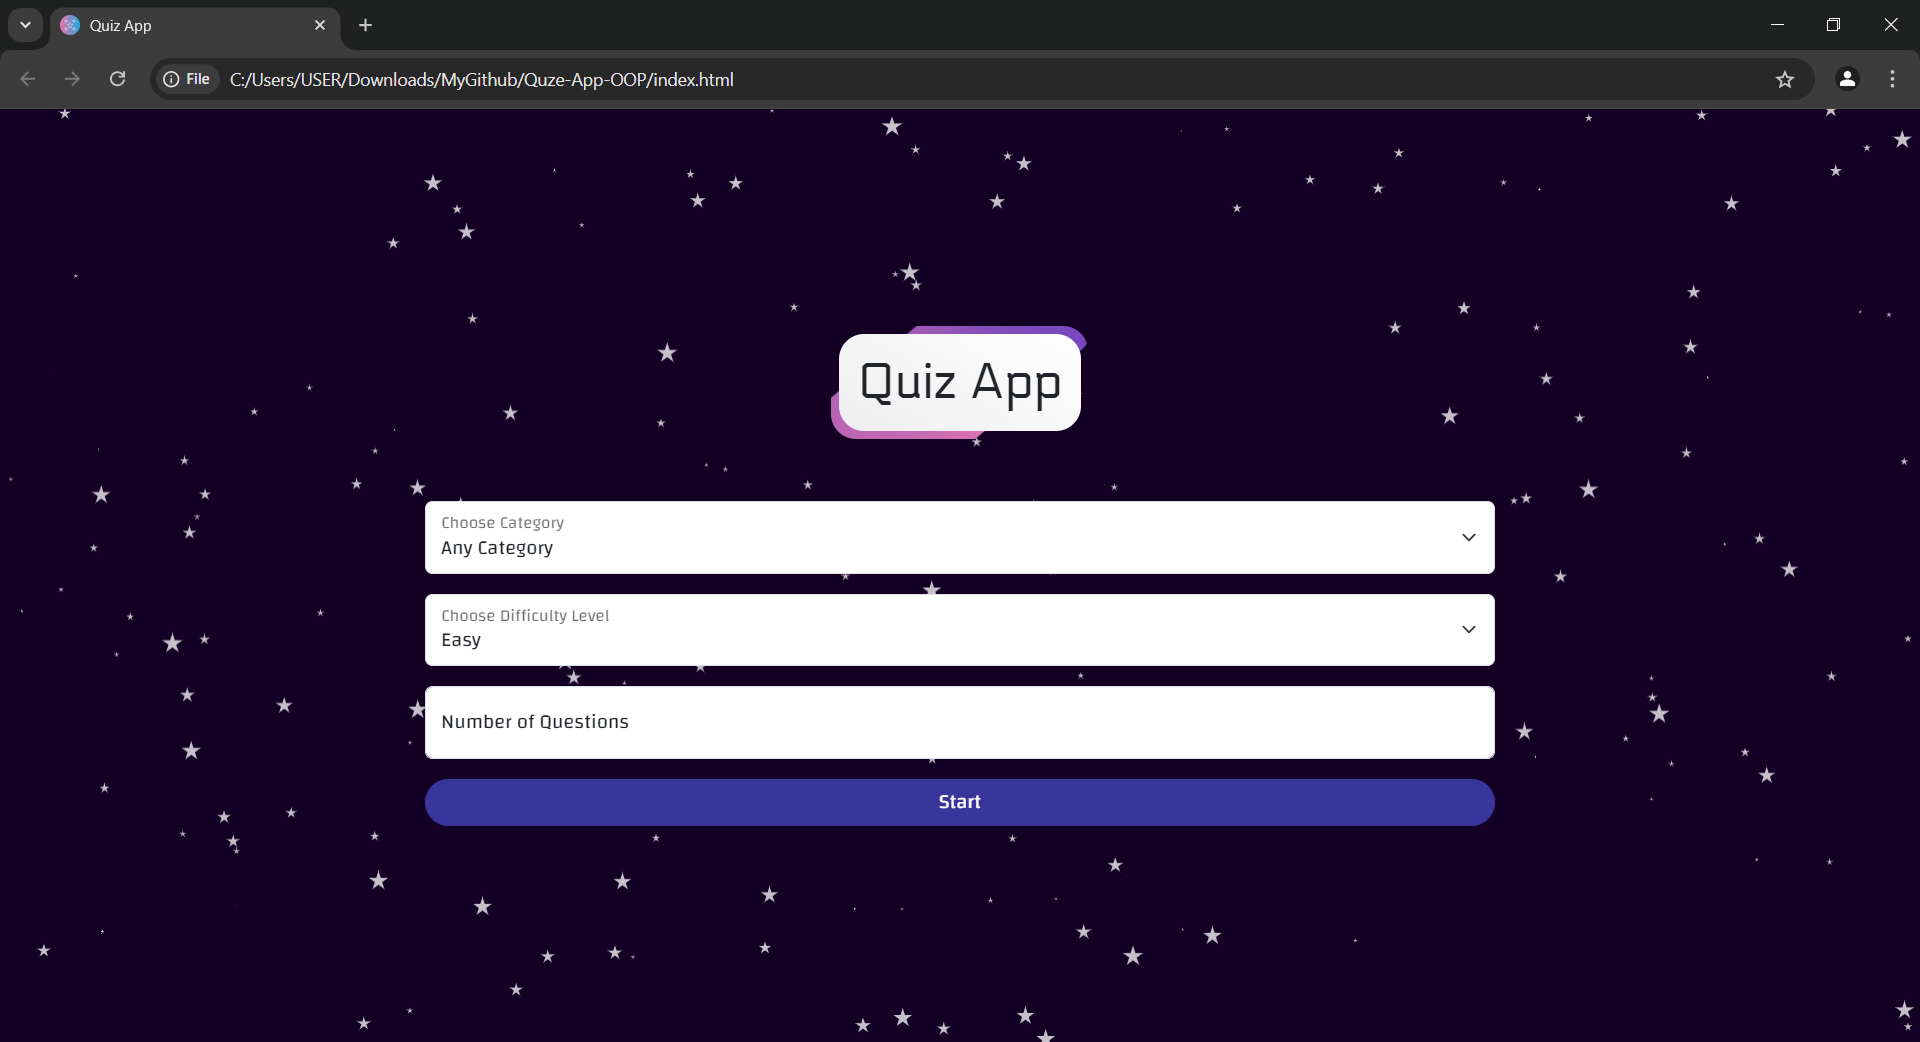 Quiz App
File C:/Users/USER/Downloads/MyGithub/Quze-App-OOP/index.html
Quiz App
Choose Category
Any Category
Choose Difficulty Level
Easy
Number of Questions
Start